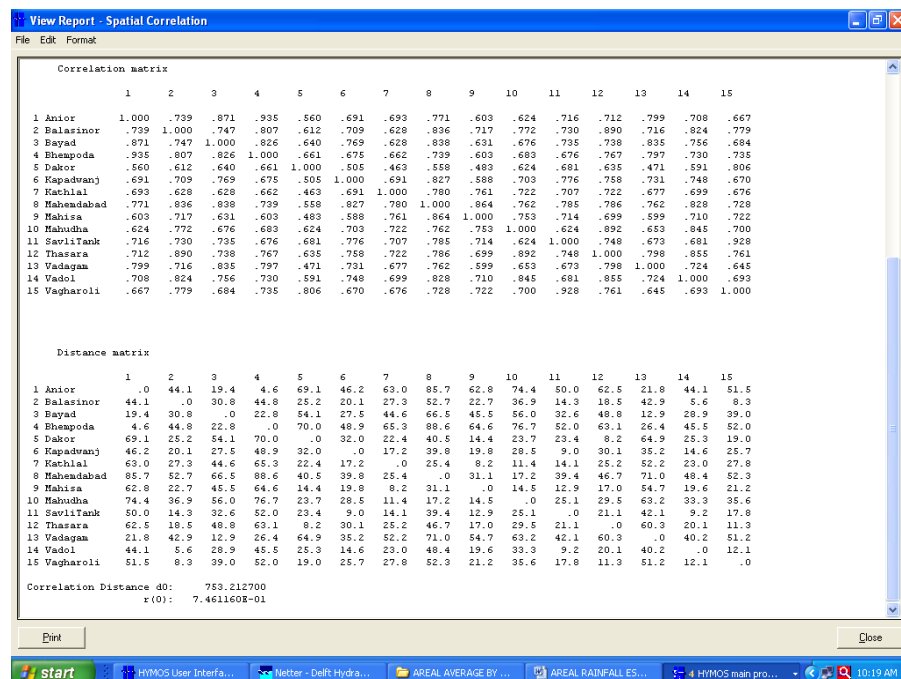 View Report - Spatial Correlation
File Edit Format
Correlation matrix
1 2 3 4 5 6 7 8 9 10 11 12 13 14 15
1 Anior 1.000 .739 .871 .935 .560 .691 .693 .771 .603 .624 .716 .712 .799 .708 .667
2 Balasinor .739 1.000 .747 .807 .612 .709 .628 .836 .717 .772 .730 .890 .716 .824 .779
3 Bayad .871 .747 1.000 .826 .640 .769 .628 .838 .631 .676 .735 .738 .835 .756 .684
4 Bhempoda .935 .807 .826 1.000 .661 .675 .662 .739 .603 .683 .676 .767 .797 .730 .735
5 Dakor .560 .612 .640 .661 1.000 .505 .463 .558 .483 .624 .681 .635 .471 .591 .806
6 Kapadwanj .691 .709 .769 .675 .505 1.000 .691 .827 .588 .703 .776 .758 .731 .748 .670
7 Kathlal .693 .628 .628 .662 .463 .691 1.000 .780 .761 .722 .707 .722 .677 .699 .676
8 Mahemdabad .771 .836 .838 .739 .558 .827 .780 1.000 .864 .762 .785 .786 .762 .828 .728
9 Mahisa .603 .717 .631 .603 .483 .588 .761 .864 1.000 .753 .714 .699 .599 .710 .722
10 Mahudha .624 .772 .676 .683 .624 .703 .722 .762 .753 1.000 .624 .892 .653 .845 .700
11 SavliTank .716 .730 .735 .676 .681 .776 .707 .785 .714 .624 1.000 .748 .673 .681 .928
12 Thasara .712 .890 .738 .767 .635 .758 .722 .786 .699 .892 .748 1.000 .798 .855 .761
13 Vadagam .799 .716 .835 .797 .471 .731 .677 .762 .599 .653 .673 .798 1.000 .724 .645
14 Vadol .708 .824 .756 .730 .591 .748 .699 .828 .710 .845 .681 .855 .724 1.000 .693
15 Vagharoli .667 .779 .684 .735 .806 .670 .676 .728 .722 .700 .928 .761 .645 .693 1.000
Distance matrix
1 2 3 4 5 6 7 8 9 10 11 12 13 14 15
1 Anior .0 44.1 19.4 4.6 69.1 46.2 63.0 85.7 62.8 74.4 50.0 62.5 21.8 44.1 51.5
2 Balasinor 44.1 .0 30.8 44.8 25.2 20.1 27.3 52.7 22.7 36.9 14.3 18.5 42.9 5.6 8.3
3 Bayad 19.4 30.8 .0 22.8 54.1 27.5 44.6 66.5 45.5 56.0 32.6 48.8 12.9 28.9 39.0
4 Bhempoda 4.6 44.8 22.8 .0 70.0 48.9 65.3 88.6 64.6 76.7 52.0 63.1 26.4 45.5 52.0
5 Dakor 69.1 25.2 54.1 70.0 .0 32.0 22.4 40.5 14.4 23.7 23.4 8.2 64.9 25.3 19.0
6 Kapadwanj 46.2 20.1 27.5 48.9 32.0 .0 17.2 39.8 19.8 28.5 9.0 30.1 35.2 14.6 25.7
7 Kathlal 63.0 27.3 44.6 65.3 22.4 17.2 .0 25.4 8.2 11.4 14.1 25.2 52.2 23.0 27.8
8 Mahemdabad 85.7 52.7 66.5 88.6 40.5 39.8 25.4 .0 31.1 17.2 39.4 46.7 71.0 48.4 52.3
9 Mahisa 62.8 22.7 45.5 64.6 14.4 19.8 8.2 31.1 .0 14.5 12.9 17.0 54.7 19.6 21.2
10 Mahudha 74.4 36.9 56.0 76.7 23.7 28.5 11.4 17.2 14.5 .0 25.1 29.5 63.2 33.3 35.6
11 SavliTank 50.0 14.3 32.6 52.0 23.4 9.0 14.1 39.4 12.9 25.1 .0 21.1 42.1 9.2 17.8
12 Thasara 62.5 18.5 48.8 63.1 8.2 30.1 25.2 46.7 17.0 29.5 21.1 .0 60.3 20.1 11.3
13 Vadagam 21.8 42.9 12.9 26.4 64.9 35.2 52.2 71.0 54.7 63.2 42.1 60.3 .0 40.2 51.2
14 Vadol 44.1 5.6 28.9 45.5 25.3 14.6 23.0 48.4 19.6 33.3 9.2 20.1 40.2 .0 12.1
15 Vagharoli 51.5 8.3 39.0 52.0 19.0 25.7 27.8 52.3 21.2 35.6 17.8 11.3 51.2 12.1 .0
Correlation Distance d0: 753.212700
r(0): 7.461160E-01
Print Close
start HYMOS User Interfa... Netter - Delft Hydra... AREAL AVERAGE BY ... AREAL RAINFALL ES... 4 HYMOS main pro... 10:19 AM